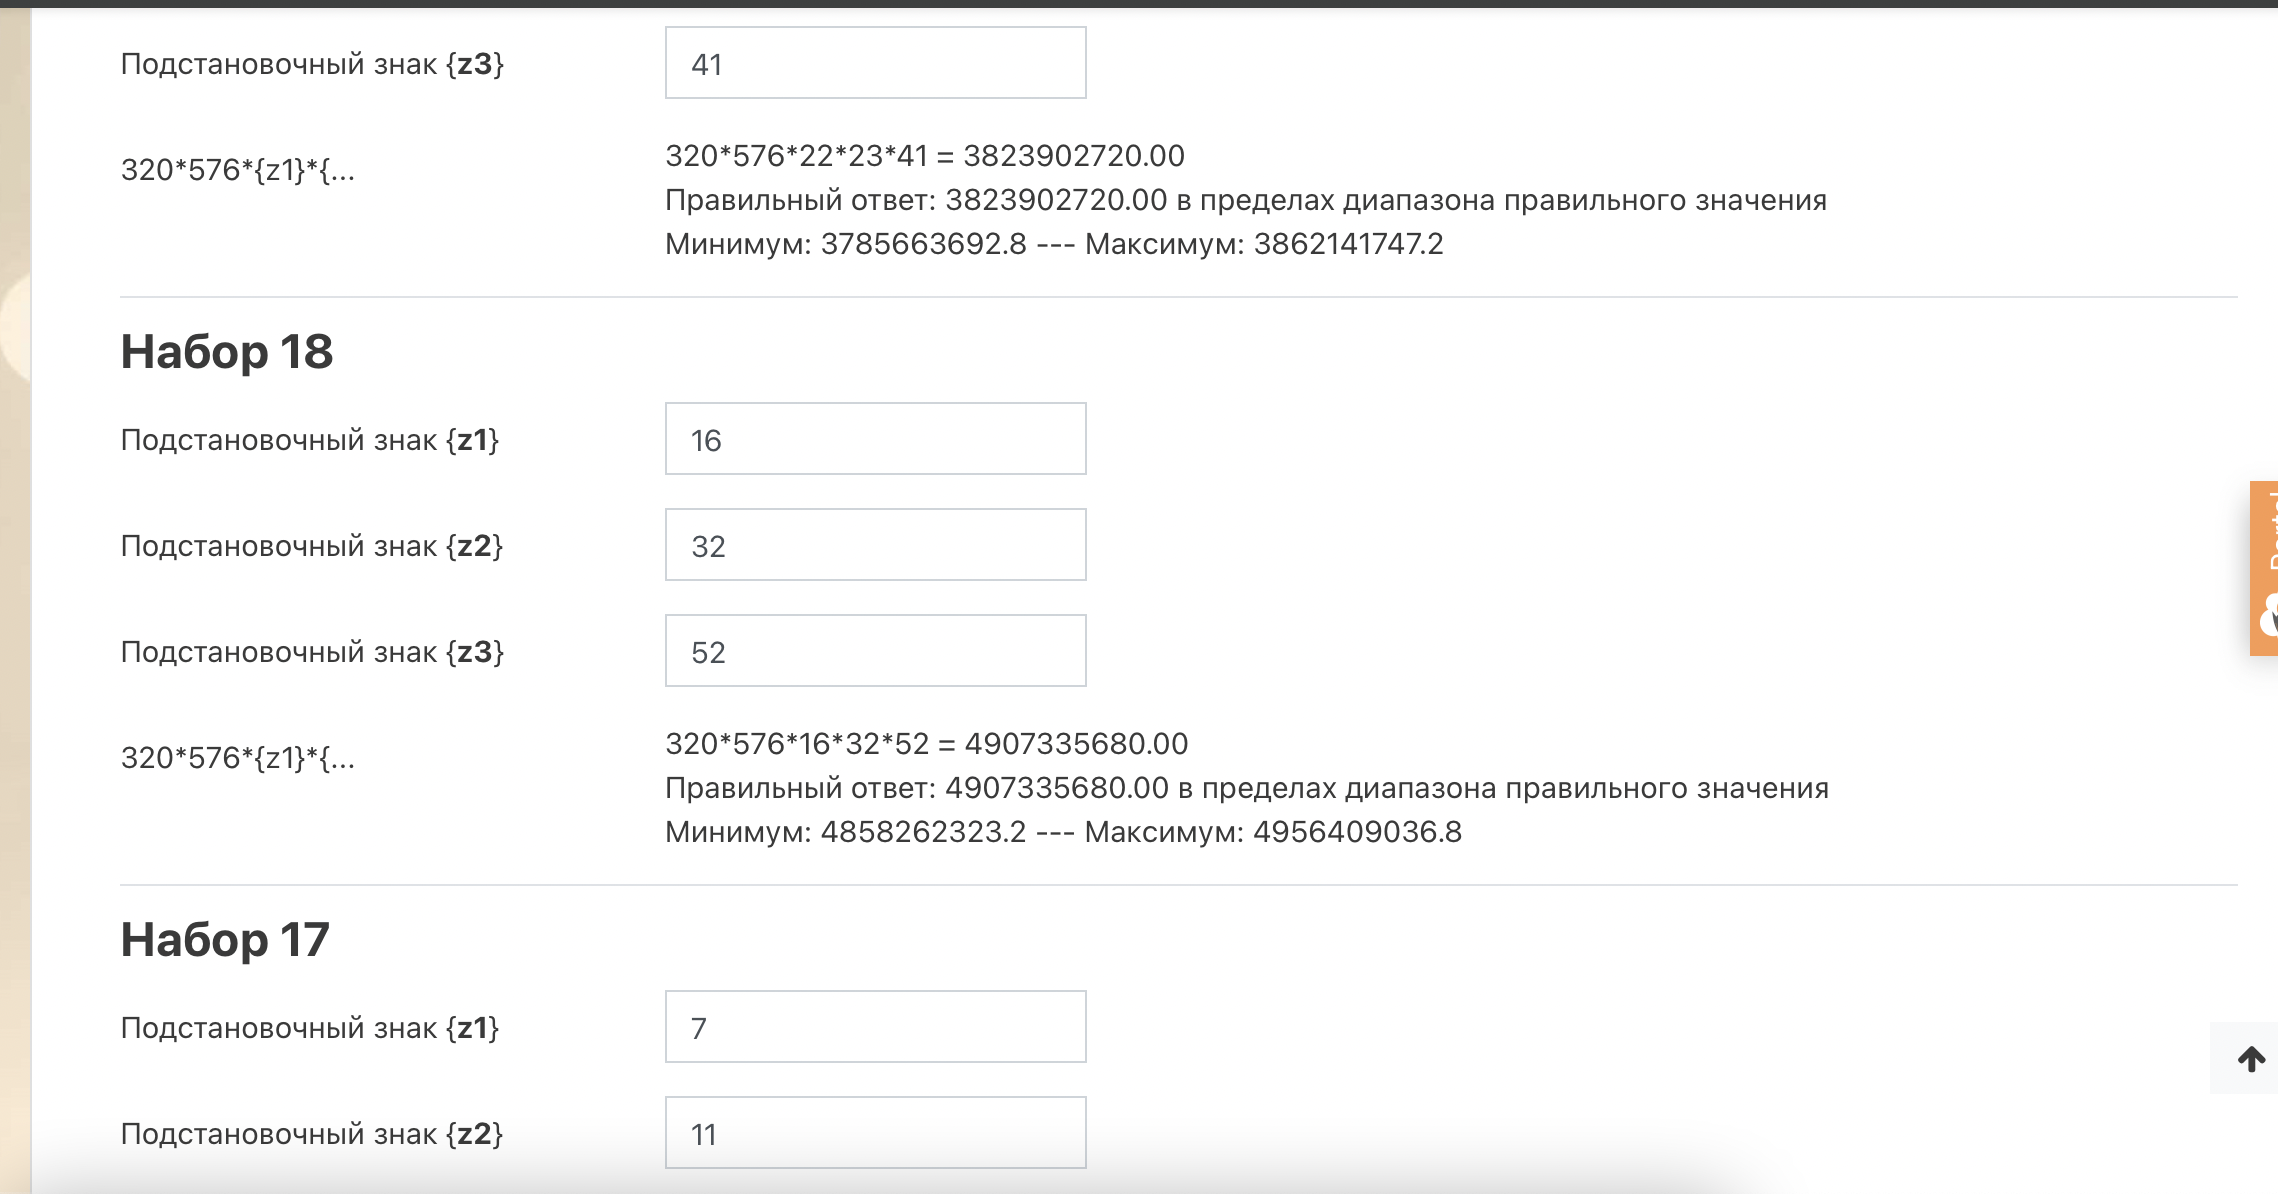 Подстановочный знак {z3}
41
320*576*{z1}*{...
320*576*22*23*41 = 3823902720.00
Правильный ответ: 3823902720.00 в пределах диапазона правильного значения
Минимум: 3785663692.8 --- Максимум: 3862141747.2
Набор 18
Подстановочный знак {z1}
16
Подстановочный знак {z2}
32
Подстановочный знак {z3}
52
320*576*{z1}*{...
320*576*16*32*52 = 4907335680.00
Правильный ответ: 4907335680.00 в пределах диапазона правильного значения
Минимум: 4858262323.2 --- Максимум: 4956409036.8
Набор 17
Подстановочный знак {z1}
7
Подстановочный знак {z2}
11